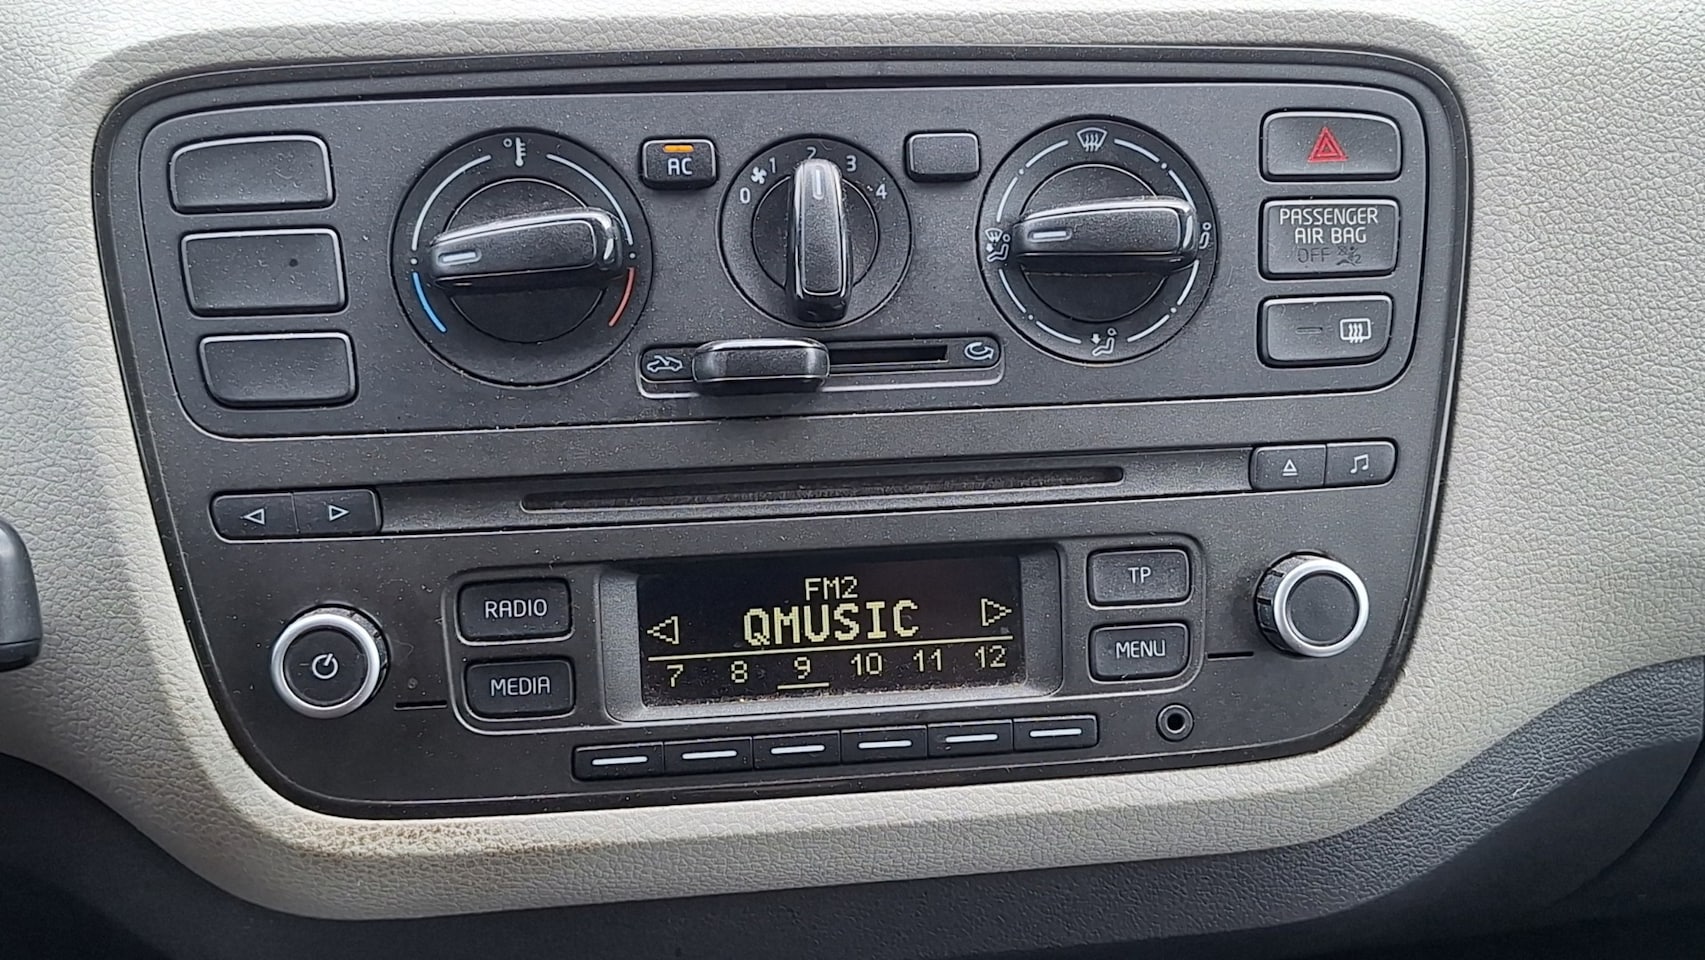 AC
0 1 2 3 4
PASSENGER
AIR BAG
OFF
RADIO
MEDIA
FM2
QMUSIC
7 8 9 10 11 12
TP
MENU